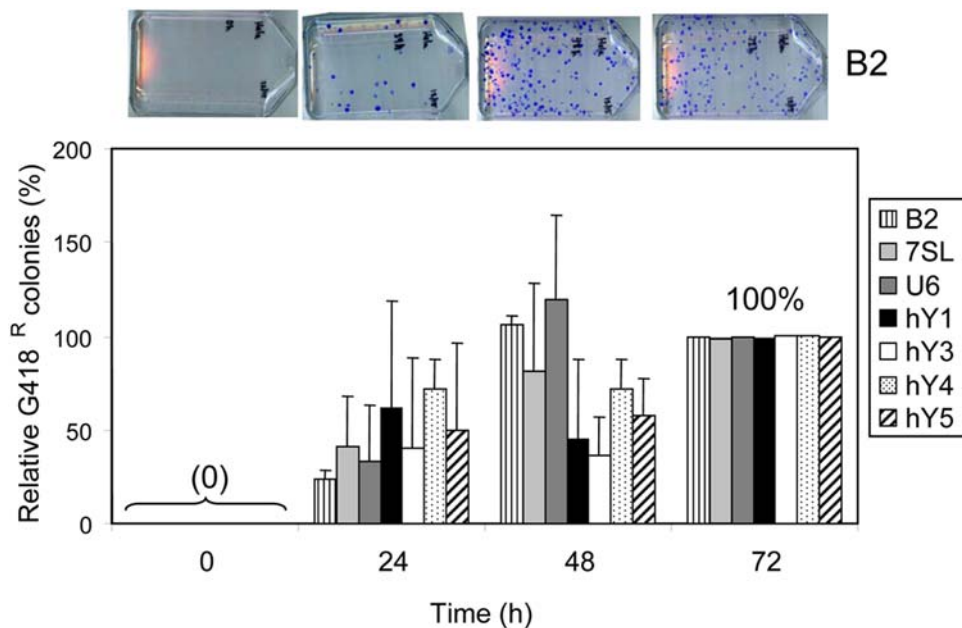 B2
200
150
100
50
0
Relative G418 R colonies (%)
(0)
100%
0
24
48
72
Time (h)
B2
7SL
U6
hY1
hY3
hY4
hY5